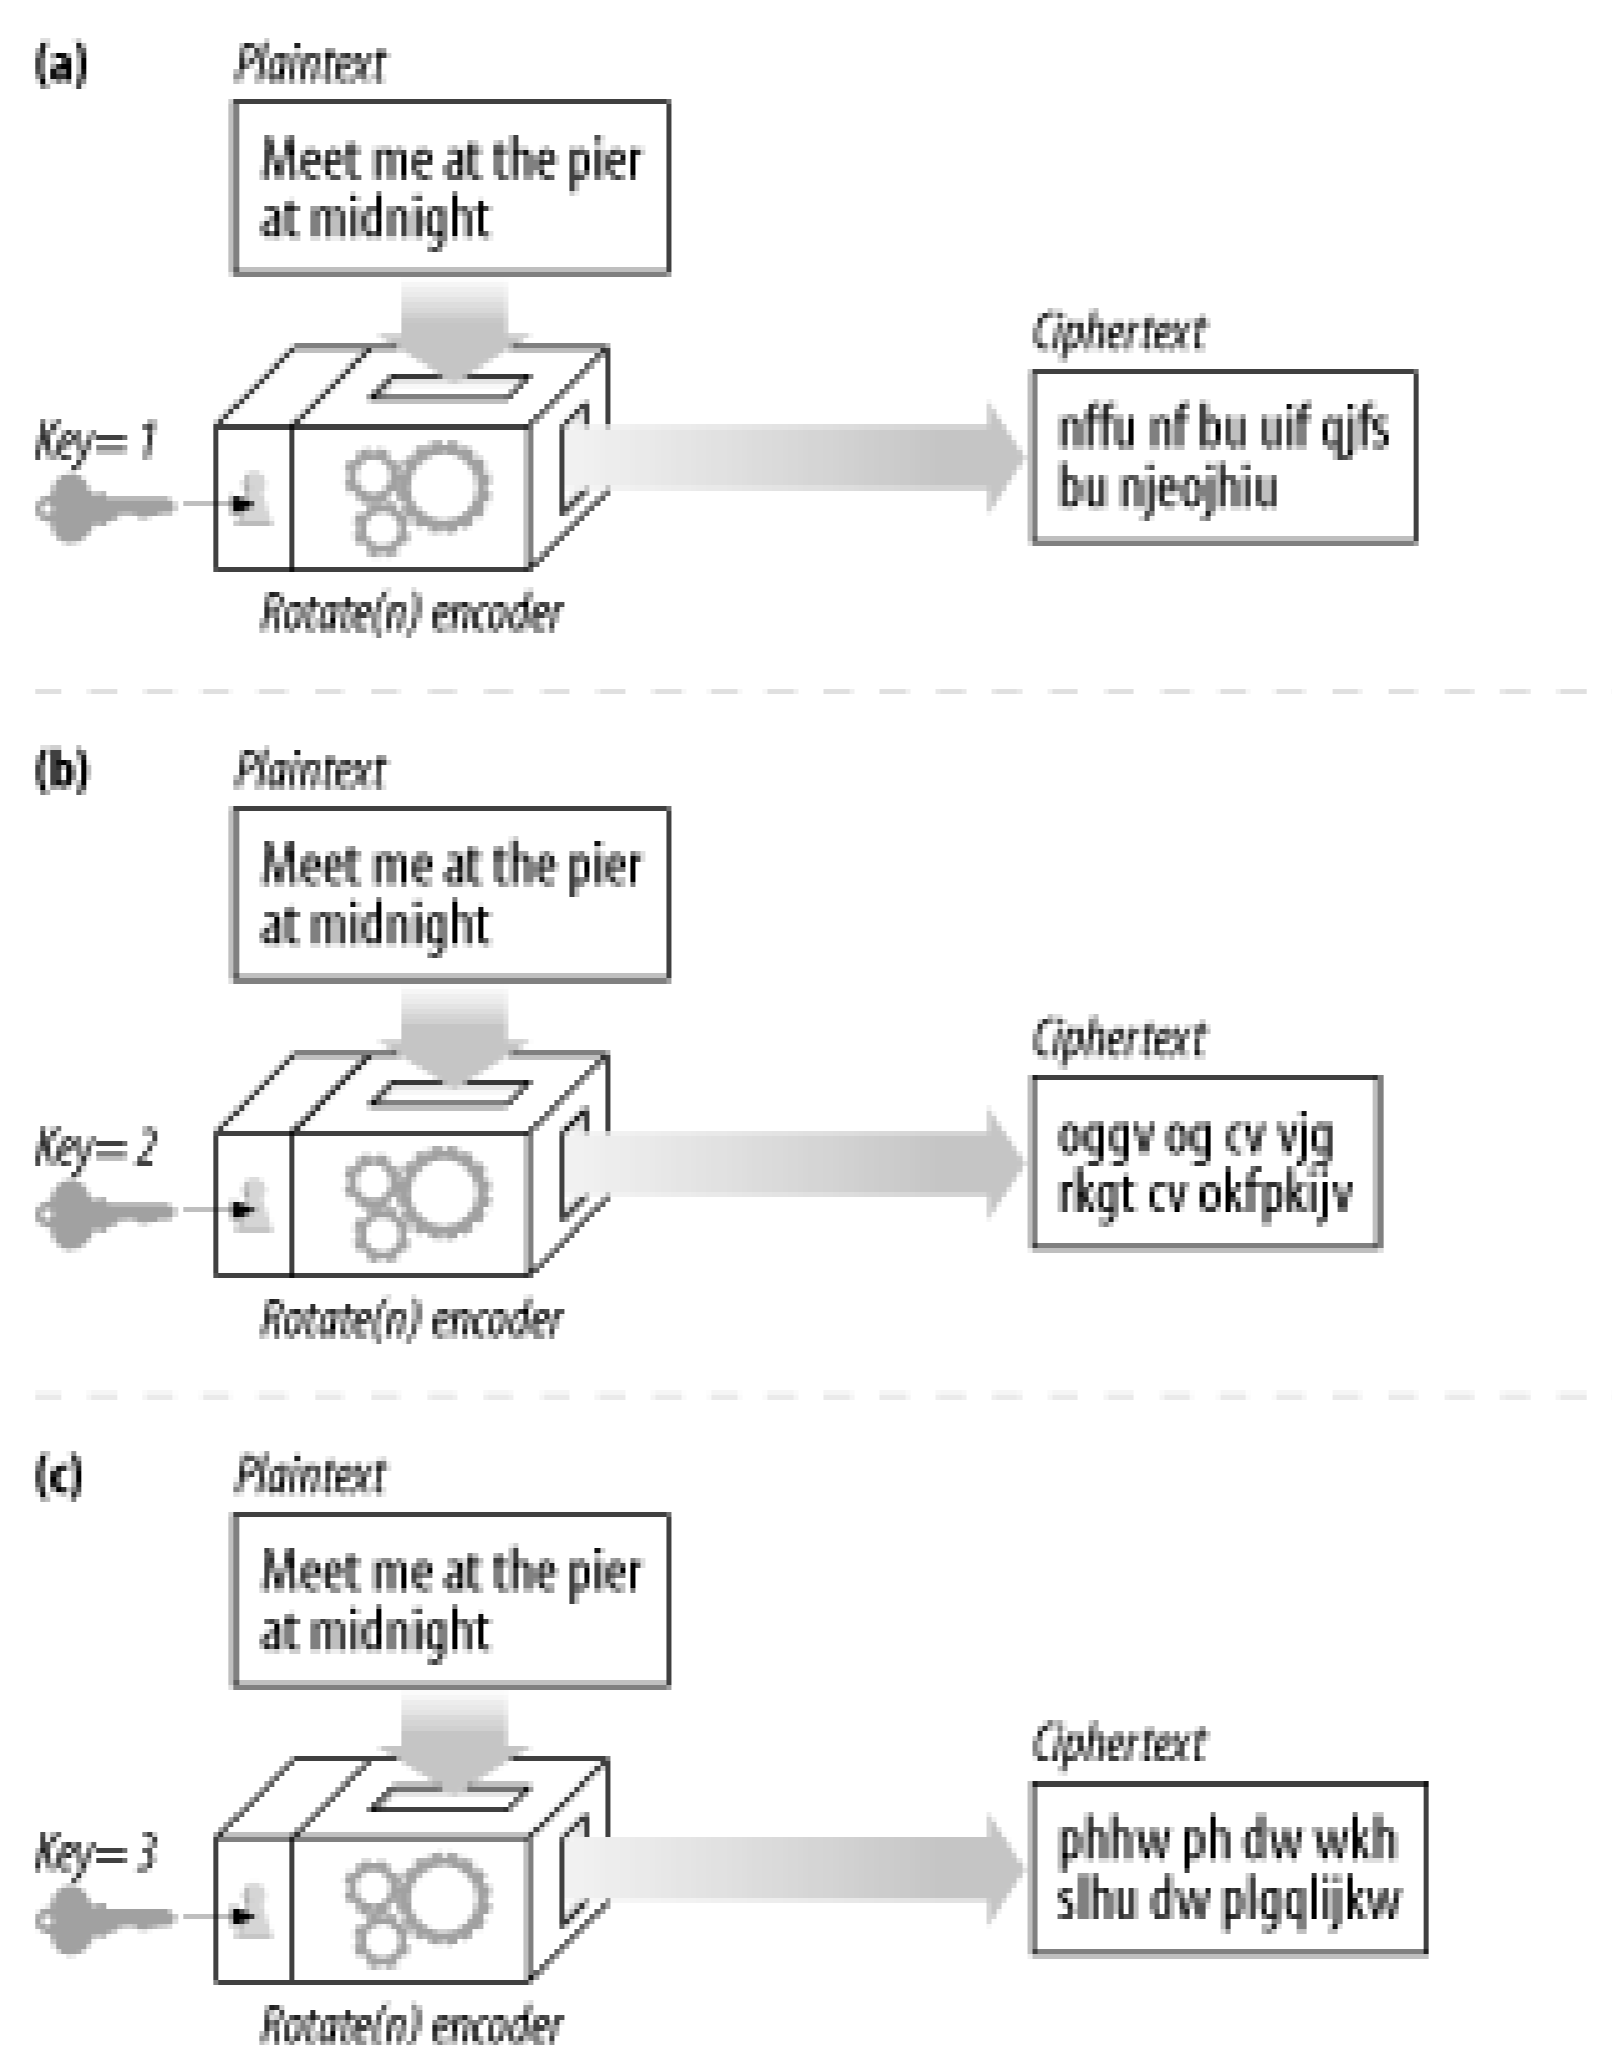 (a)
Plaintext
Meet me at the pier
at midnight
Ciphertext
nffu nf bu uif qjfs
bu njeojhiu
Key= 1
Rotate(n) encoder
(b)
Plaintext
Meet me at the pier
at midnight
Ciphertext
oggv og cv vjg
rkgt cv okfpkijv
Key= 2
Rotate(n) encoder
(c)
Plaintext
Meet me at the pier
at midnight
Ciphertext
phhw ph dw wkh
slhu dw plgqlijkw
Key= 3
Rotate(n) encoder